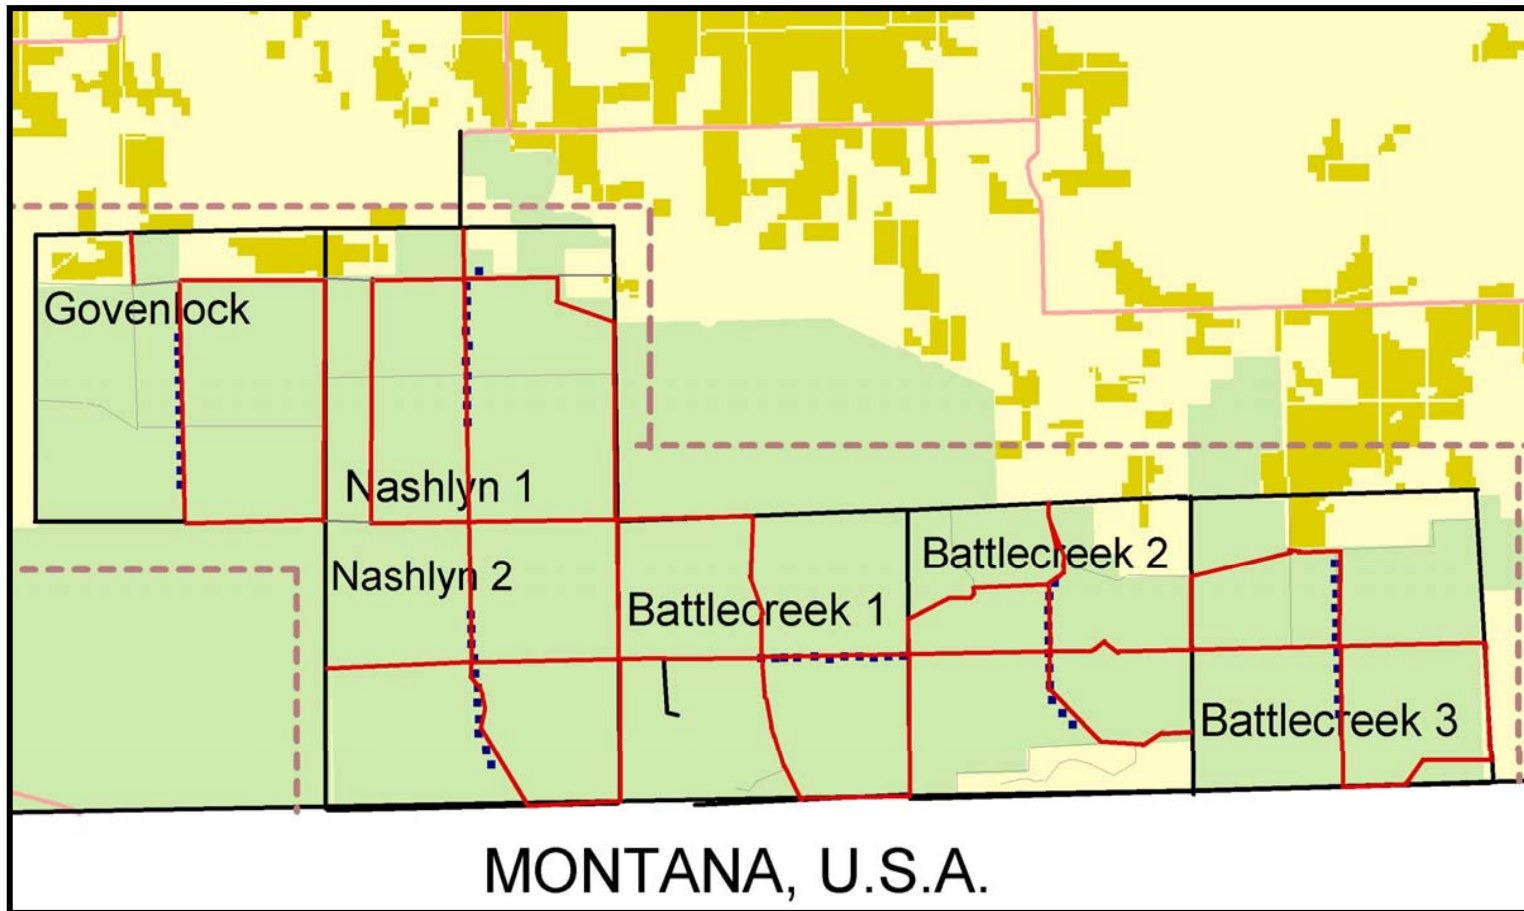 Govenlock
Nashlyn 1
Nashlyn 2
Battlecreek 1
Battlecreek 2
Battlecreek 3
MONTANA, U.S.A.